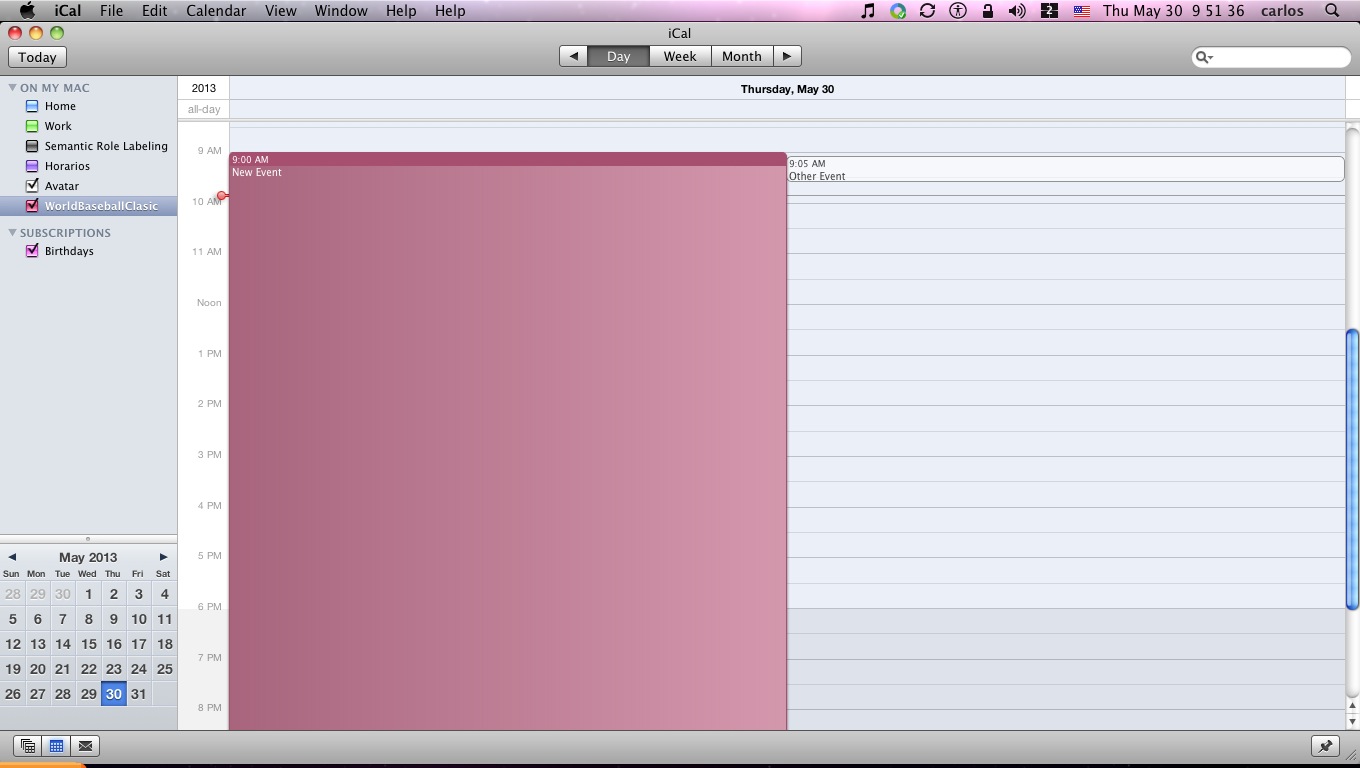 iCal File Edit Calendar View Window Help Help 2 Thu May 30 9 51 36 carlos
iCal
Today Day Week Month
ON MY MAC
Home
Work
Semantic Role Labeling
Horarios
Avatar
WorldBaseballClasic
SUBSCRIPTIONS
Birthdays
May 2013
Sun Mon Tue Wed Thu Fri Sat
28 29 30 1 2 3 4
5 6 7 8 9 10 11
12 13 14 15 16 17 18
19 20 21 22 23 24 25
26 27 28 29 30 31
2013 Thursday, May 30
all-day
9 AM
9:00 AM
New Event
9:05 AM
Other Event
10 AM
11 AM
Noon
1 PM
2 PM
3 PM
4 PM
5 PM
6 PM
7 PM
8 PM